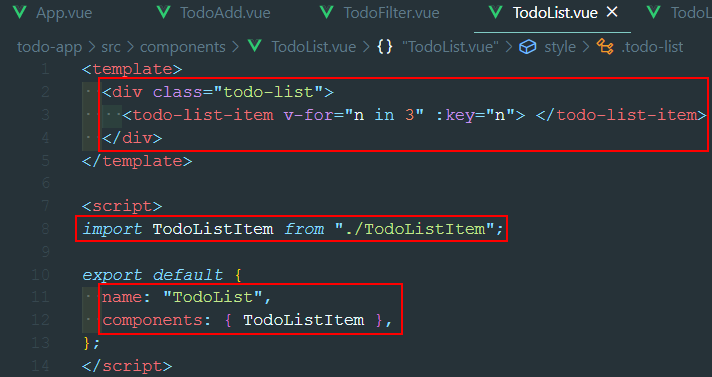 App.vue TodoAdd.vue TodoFilter.vue TodoList.vue × TodoL
todo-app > src > components > TodoList.vue > {} "TodoList.vue" > style > .todo-list
1 <template>
2 <div class="todo-list">
3 <todo-list-item v-for="n in 3" :key="n"> </todo-list-item>
4 </div>
5 </template>
6
7 <script>
8 import TodoListItem from "./TodoListItem";
9
10 export default {
11 name: "TodoList",
12 components: { TodoListItem },
13 };
14 </script>